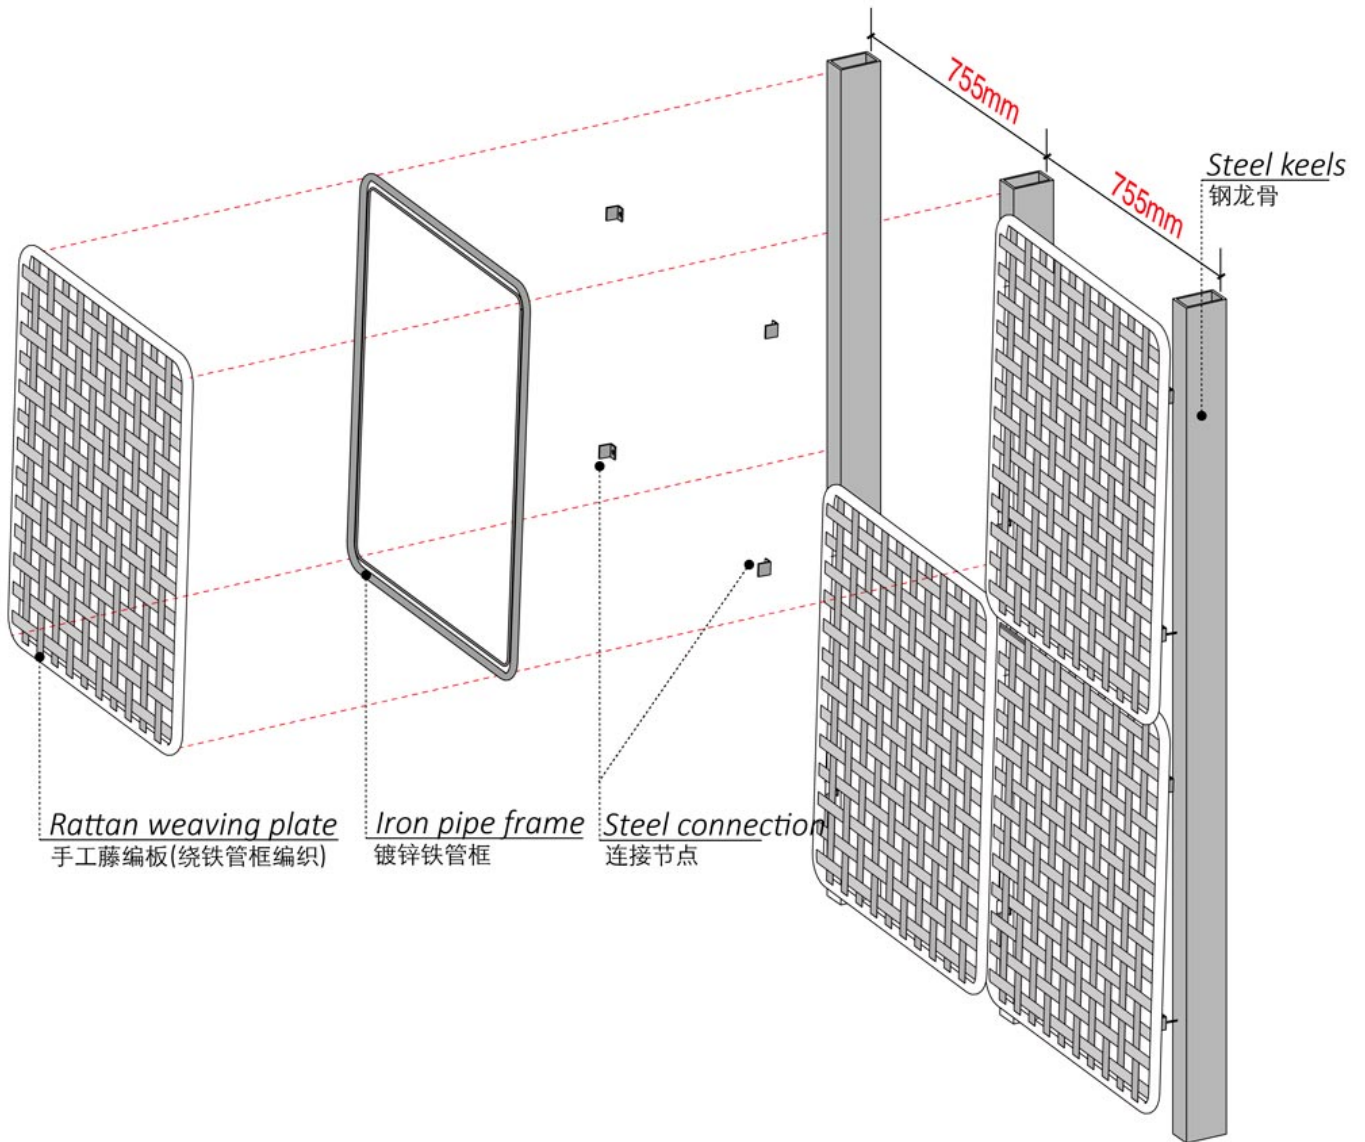 755mm
755mm
Steel keels
钢龙骨
Rattan weaving plate
手工藤编板(绕铁管框编织)
Iron pipe frame
镀锌铁管框
Steel connection
连接节点